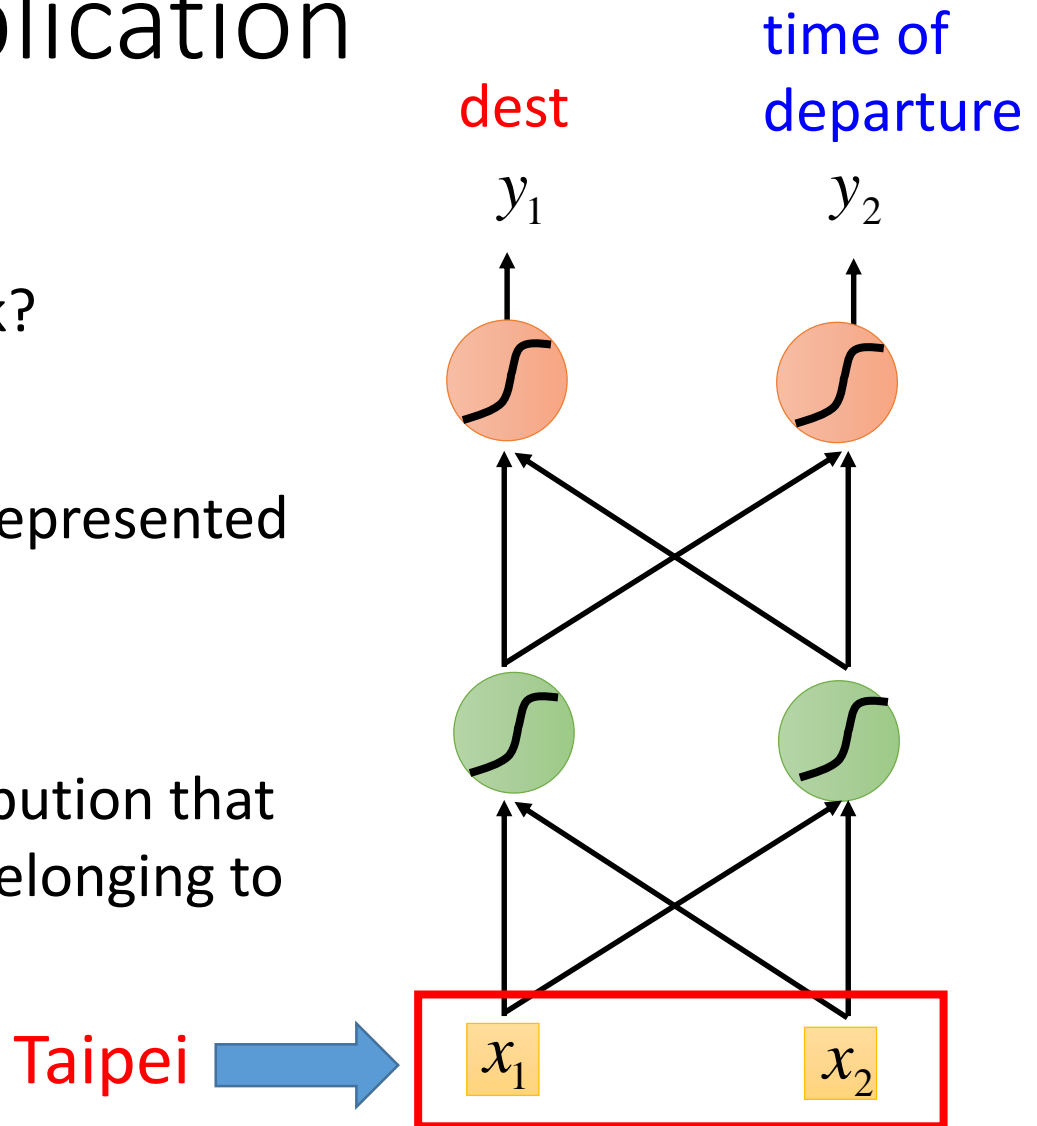 plication
time of
departure
dest
y1
y2
k?
epresented
bution that
elonging to
Taipei
x1
x2